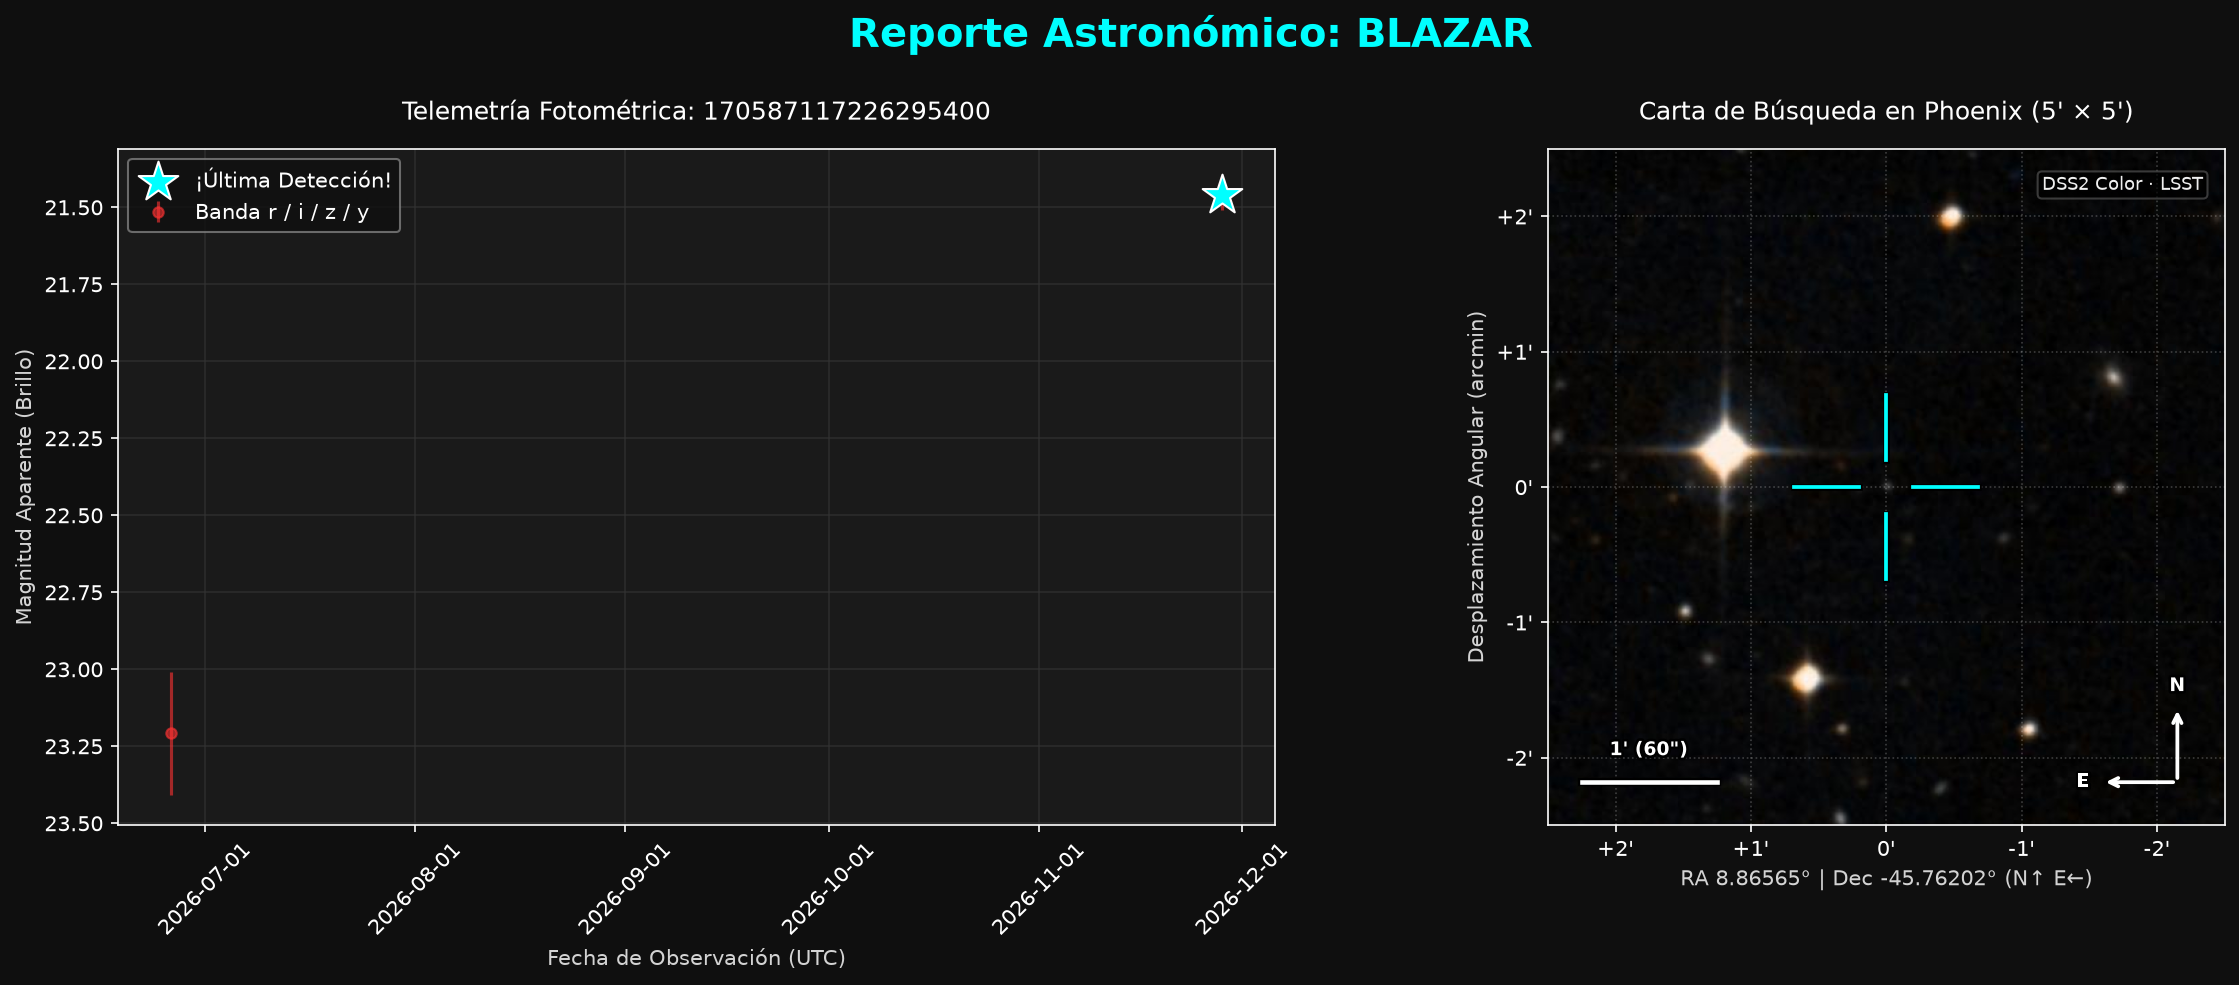 Reporte Astronómico: BLAZAR
Telemetría Fotométrica: 170587117226295400
¡Última Detección!
Banda r / i / z / y
Magnitud Aparente (Brillo)
21.50
21.75
22.00
22.25
22.50
22.75
23.00
23.25
23.50
2026-07-01
2026-08-01
2026-09-01
2026-10-01
2026-11-01
2026-12-01
Fecha de Observación (UTC)
Carta de Búsqueda en Phoenix (5' × 5')
DSS2 Color · LSST
Desplazamiento Angular (arcmin)
+2'
+1'
0'
-1'
-2'
N
E
1' (60")
+2'
+1'
0'
-1'
-2'
RA 8.86565° | Dec -45.76202° (N↑ E←)